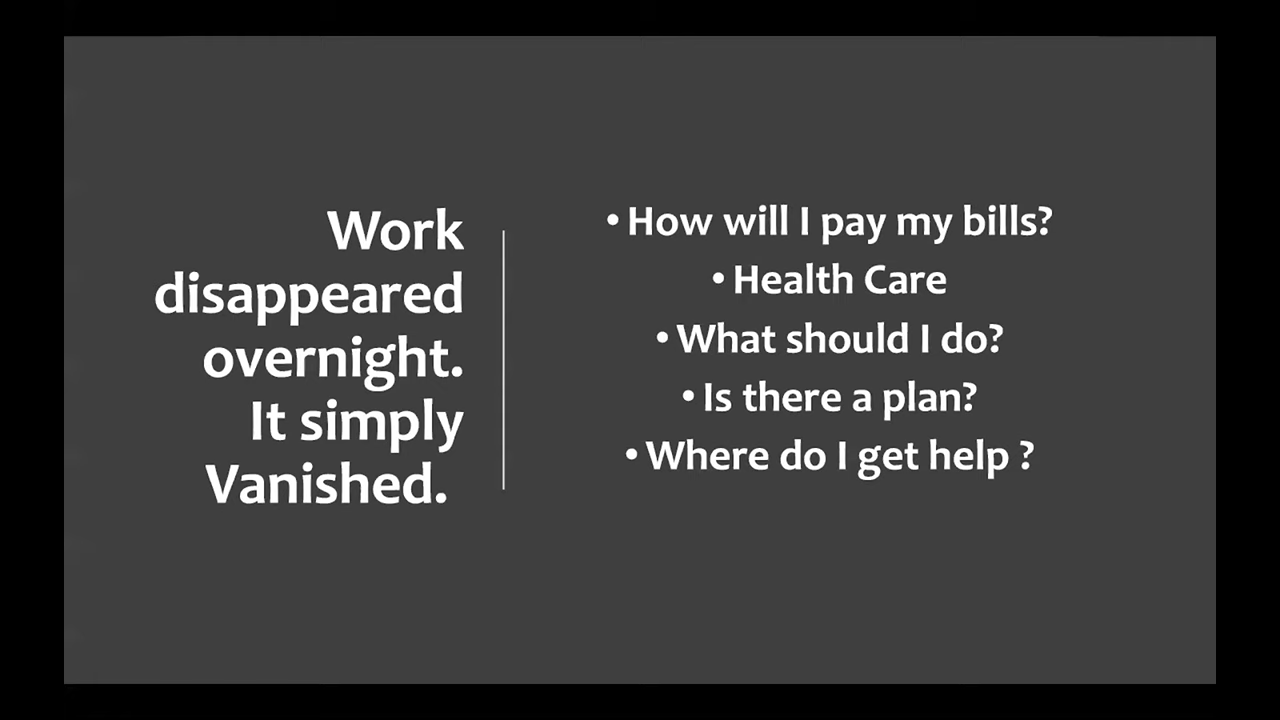 Work
disappeared
overnight.
It simply
Vanished.
• How will I pay my bills?
• Health Care
• What should I do?
• Is there a plan?
• Where do I get help ?